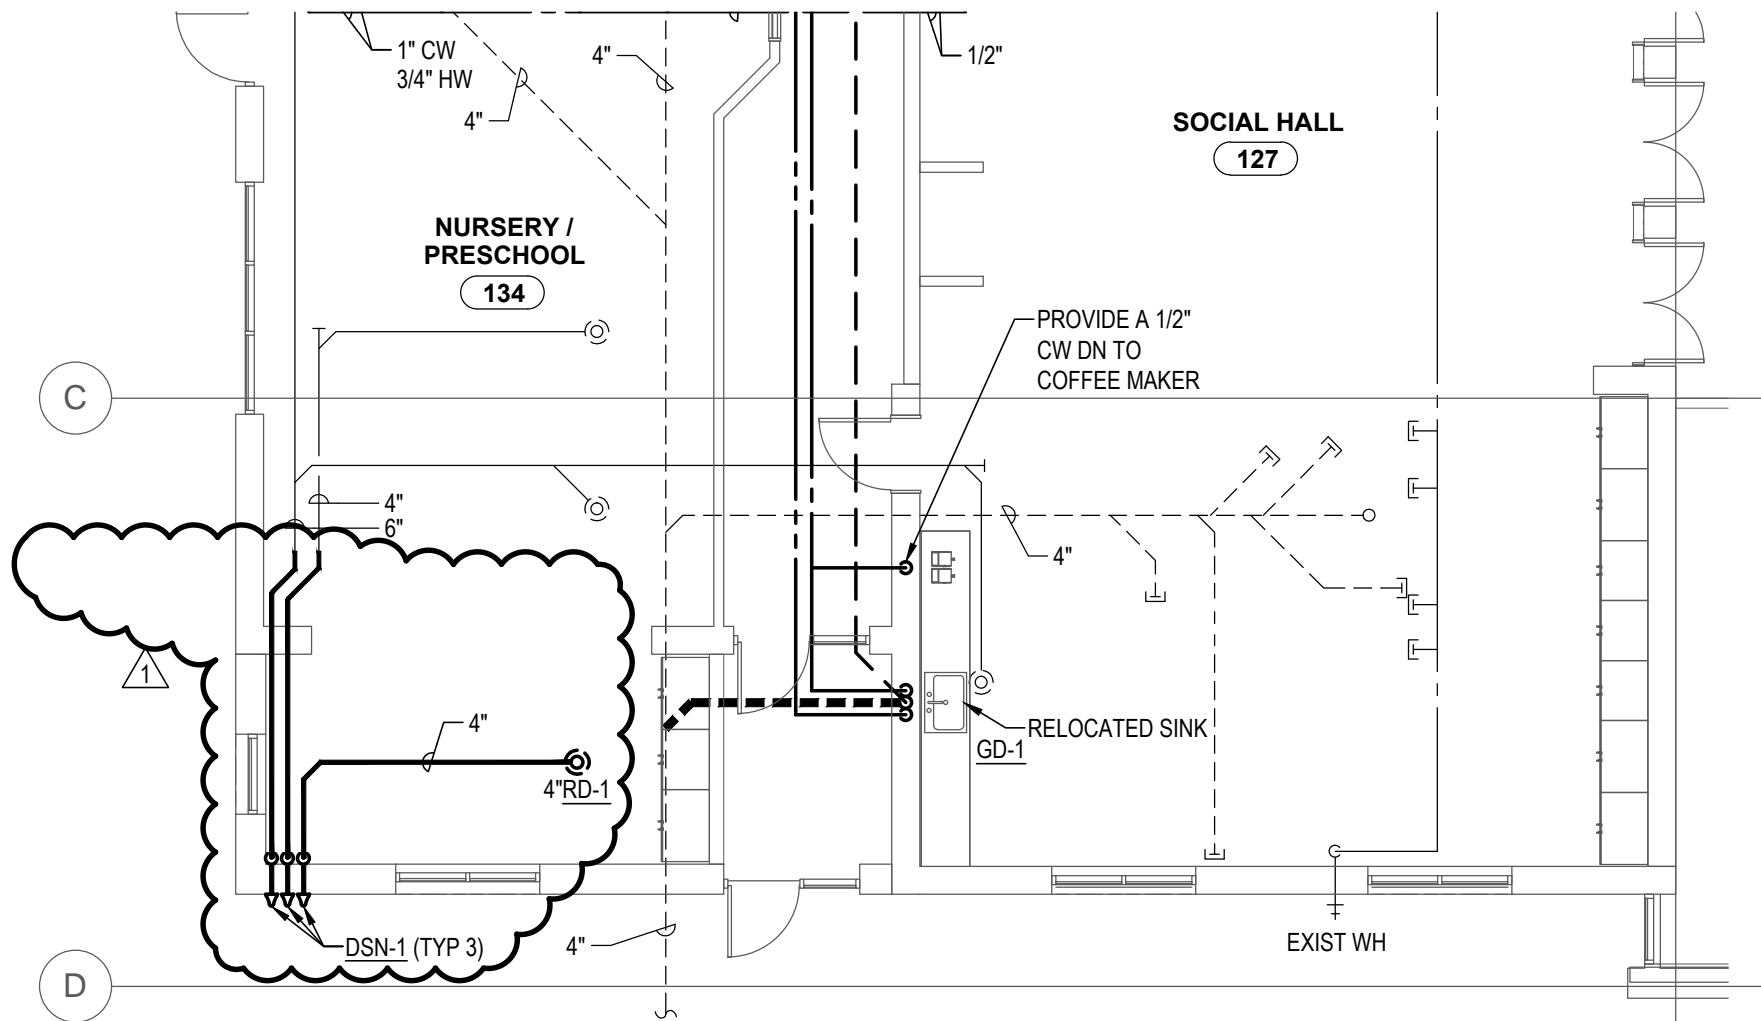 1" CW
3/4" HW
4"
4"
1/2"
SOCIAL HALL
127
NURSERY /
PRESCHOOL
134
PROVIDE A 1/2"
CW DN TO
COFFEE MAKER
C
4"
6"
4"
1
4"
4"RD-1
RELOCATED SINK
GD-1
DSN-1 (TYP 3)
4"
EXIST WH
D